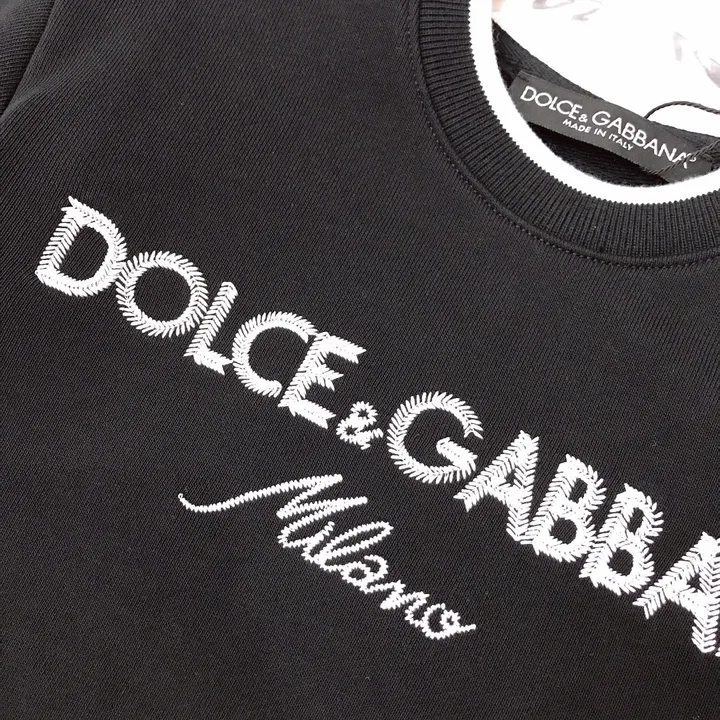 DOLCE & GABBANA
MADE IN ITALY
DOLCE & GABBA
Milano